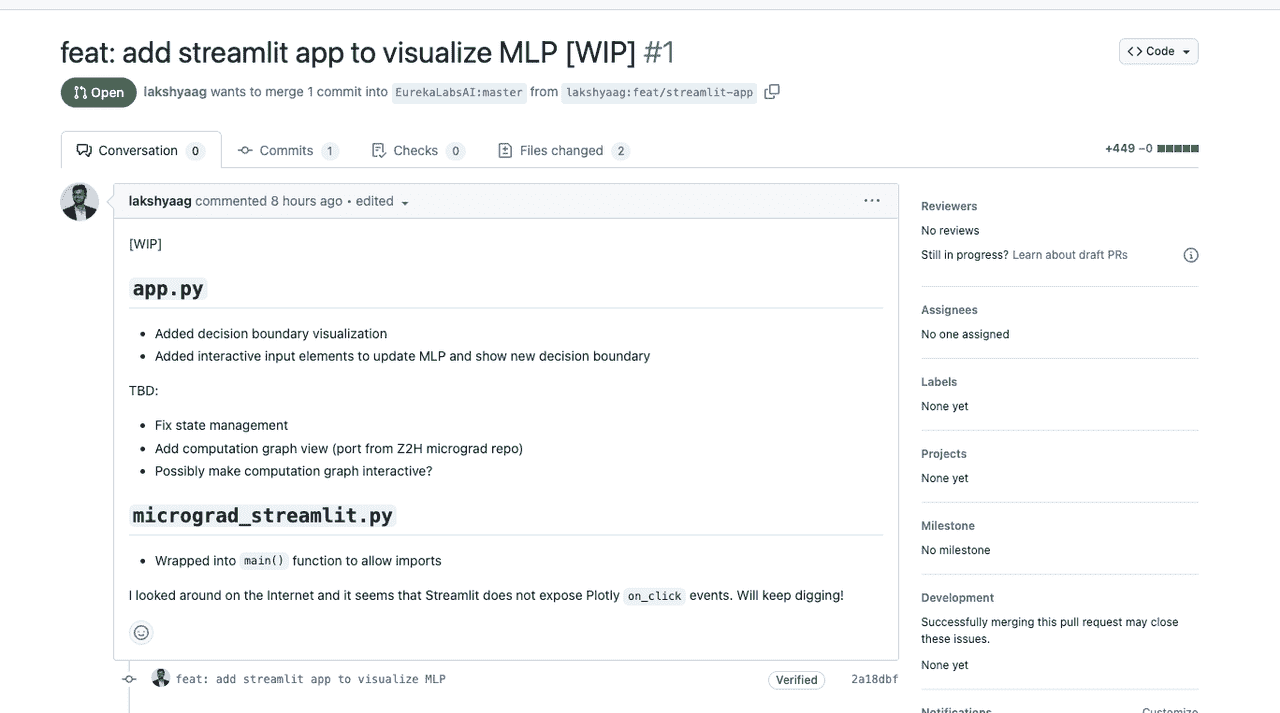 feat: add streamlit app to visualize MLP [WIP] #1
<> Code
Open lakshyaag wants to merge 1 commit into EurekaLabsAI:master from lakshyaag:feat/streamlit-app
Conversation 0 Commits 1 Checks 0 Files changed 2 +449 −0
lakshyaag commented 8 hours ago • edited
[WIP]
app.py
• Added decision boundary visualization
• Added interactive input elements to update MLP and show new decision boundary
TBD:
• Fix state management
• Add computation graph view (port from Z2H micrograd repo)
• Possibly make computation graph interactive?
micrograd_streamlit.py
• Wrapped into main() function to allow imports
I looked around on the Internet and it seems that Streamlit does not expose Plotly on_click events. Will keep digging!
feat: add streamlit app to visualize MLP Verified 2a18dbf
Reviewers
No reviews
Still in progress? Learn about draft PRs
Assignees
No one assigned
Labels
None yet
Projects
None yet
Milestone
No milestone
Development
Successfully merging this pull request may close
these issues.
None yet
Notifications Customize